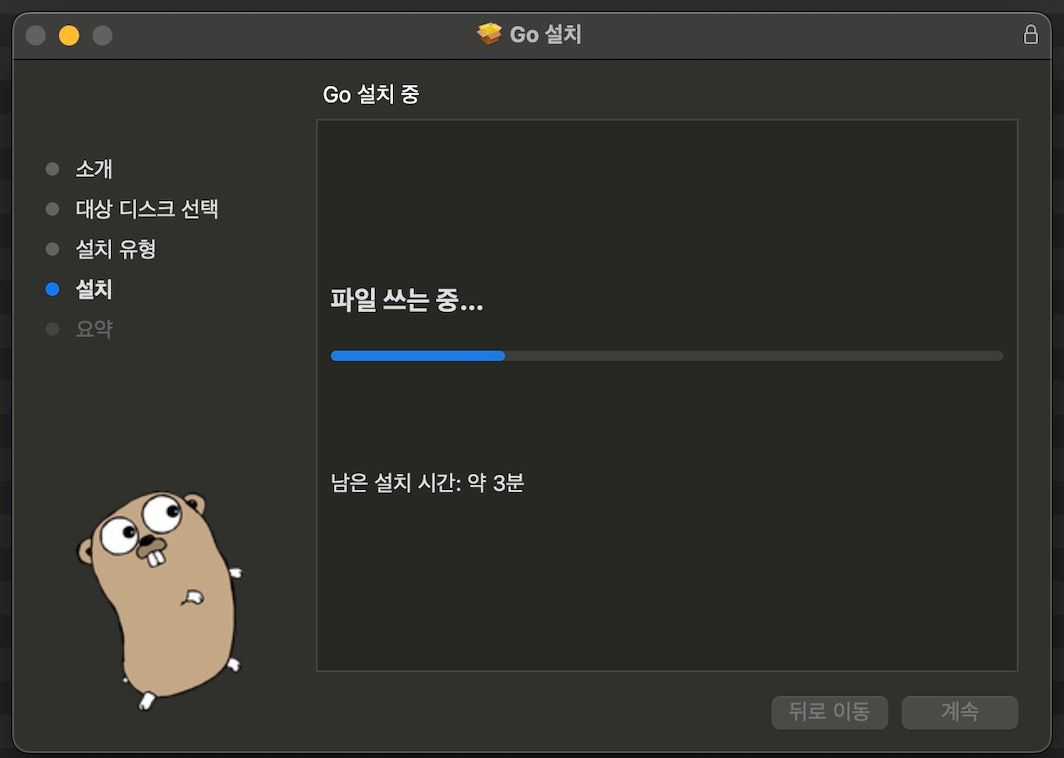 Go 설치
Go 설치 중
소개
대상 디스크 선택
설치 유형
설치
요약
파일 쓰는 중...
남은 설치 시간: 약 3분
뒤로 이동
계속